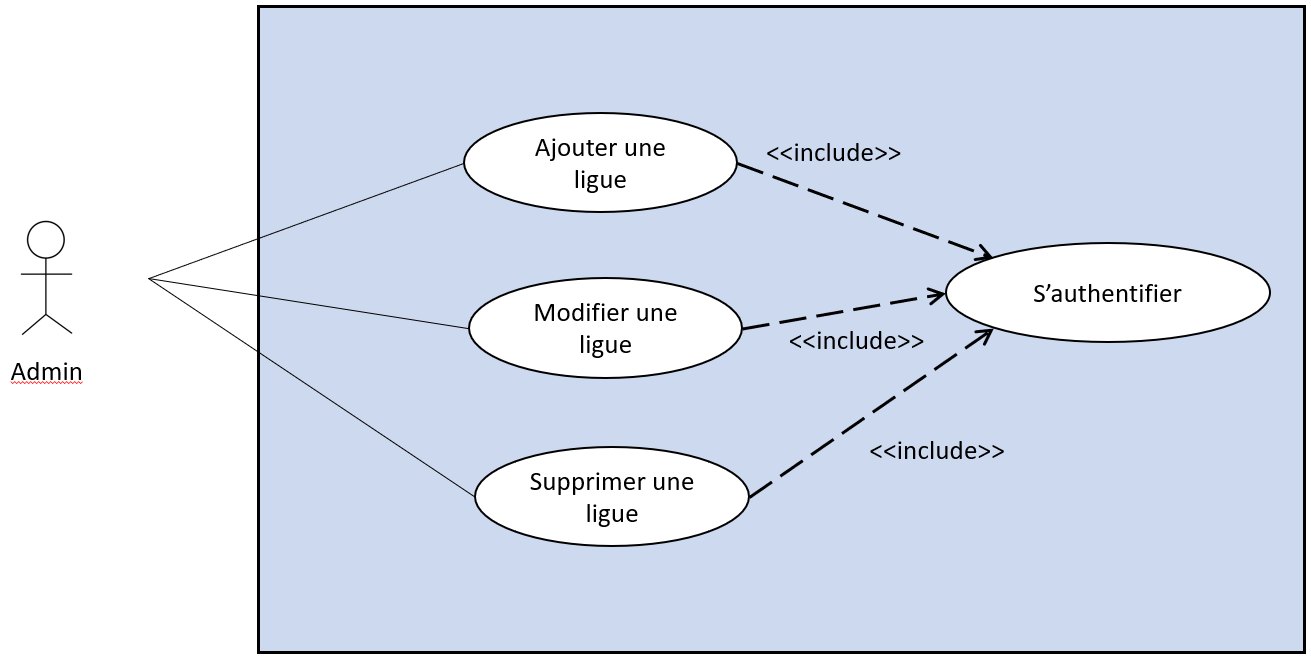 Ajouter une
ligue
<<include>>
S’authentifier
Modifier une
ligue
<<include>>
Admin
<<include>>
Supprimer une
ligue